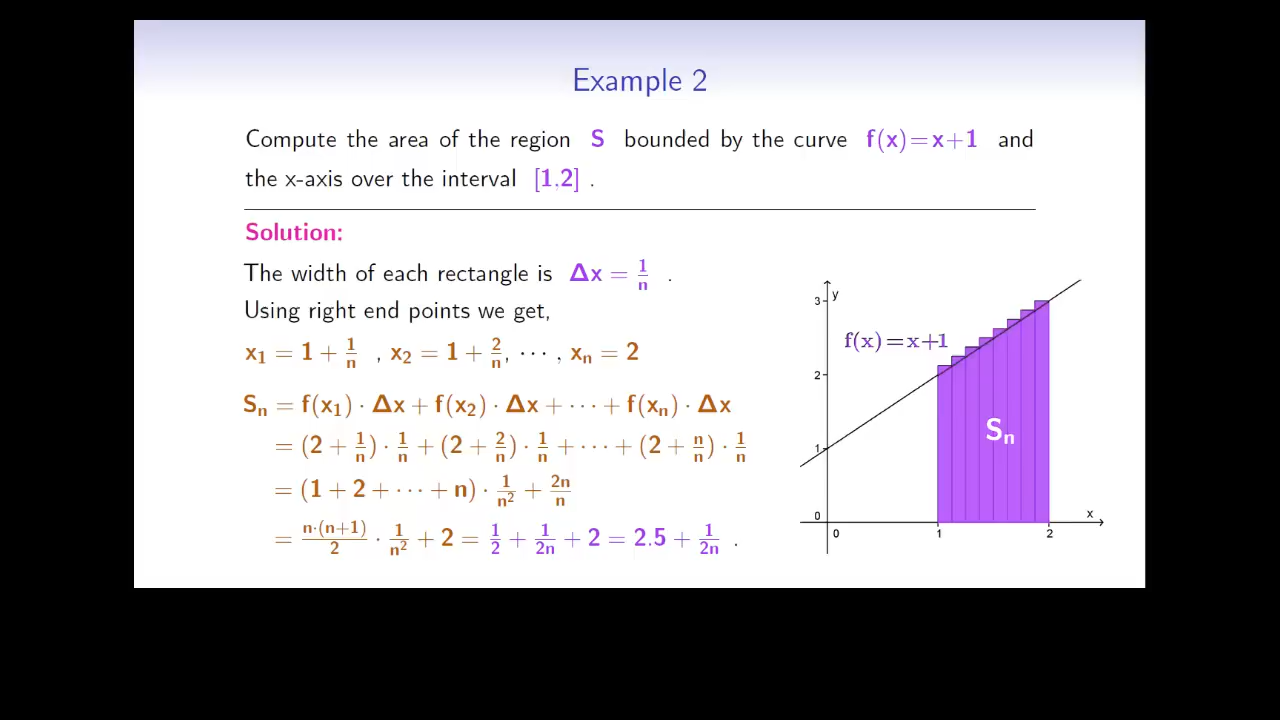 Example 2
Compute the area of the region S bounded by the curve f(x)=x+1 and
the x-axis over the interval [1.2] .
Solution:
The width of each rectangle is Δx = 1/n .
Using right end points we get,
x₁ = 1 + 1/n , x₂ = 1 + 2/n, ⋯ , xₙ = 2
Sₙ = f(x₁) · Δx + f(x₂) · Δx + ⋯ + f(xₙ) · Δx
= (2 + 1/n) · 1/n + (2 + 2/n) · 1/n + ⋯ + (2 + n/n) · 1/n
= (1 + 2 + ⋯ + n) · 1/n² + 2n/n
= n·(n+1)/2 · 1/n² + 2 = 1/2 + 1/2n + 2 = 2.5 + 1/2n .
y
3
f(x)=x+1
2
Sₙ
1
0
x
0 1 2